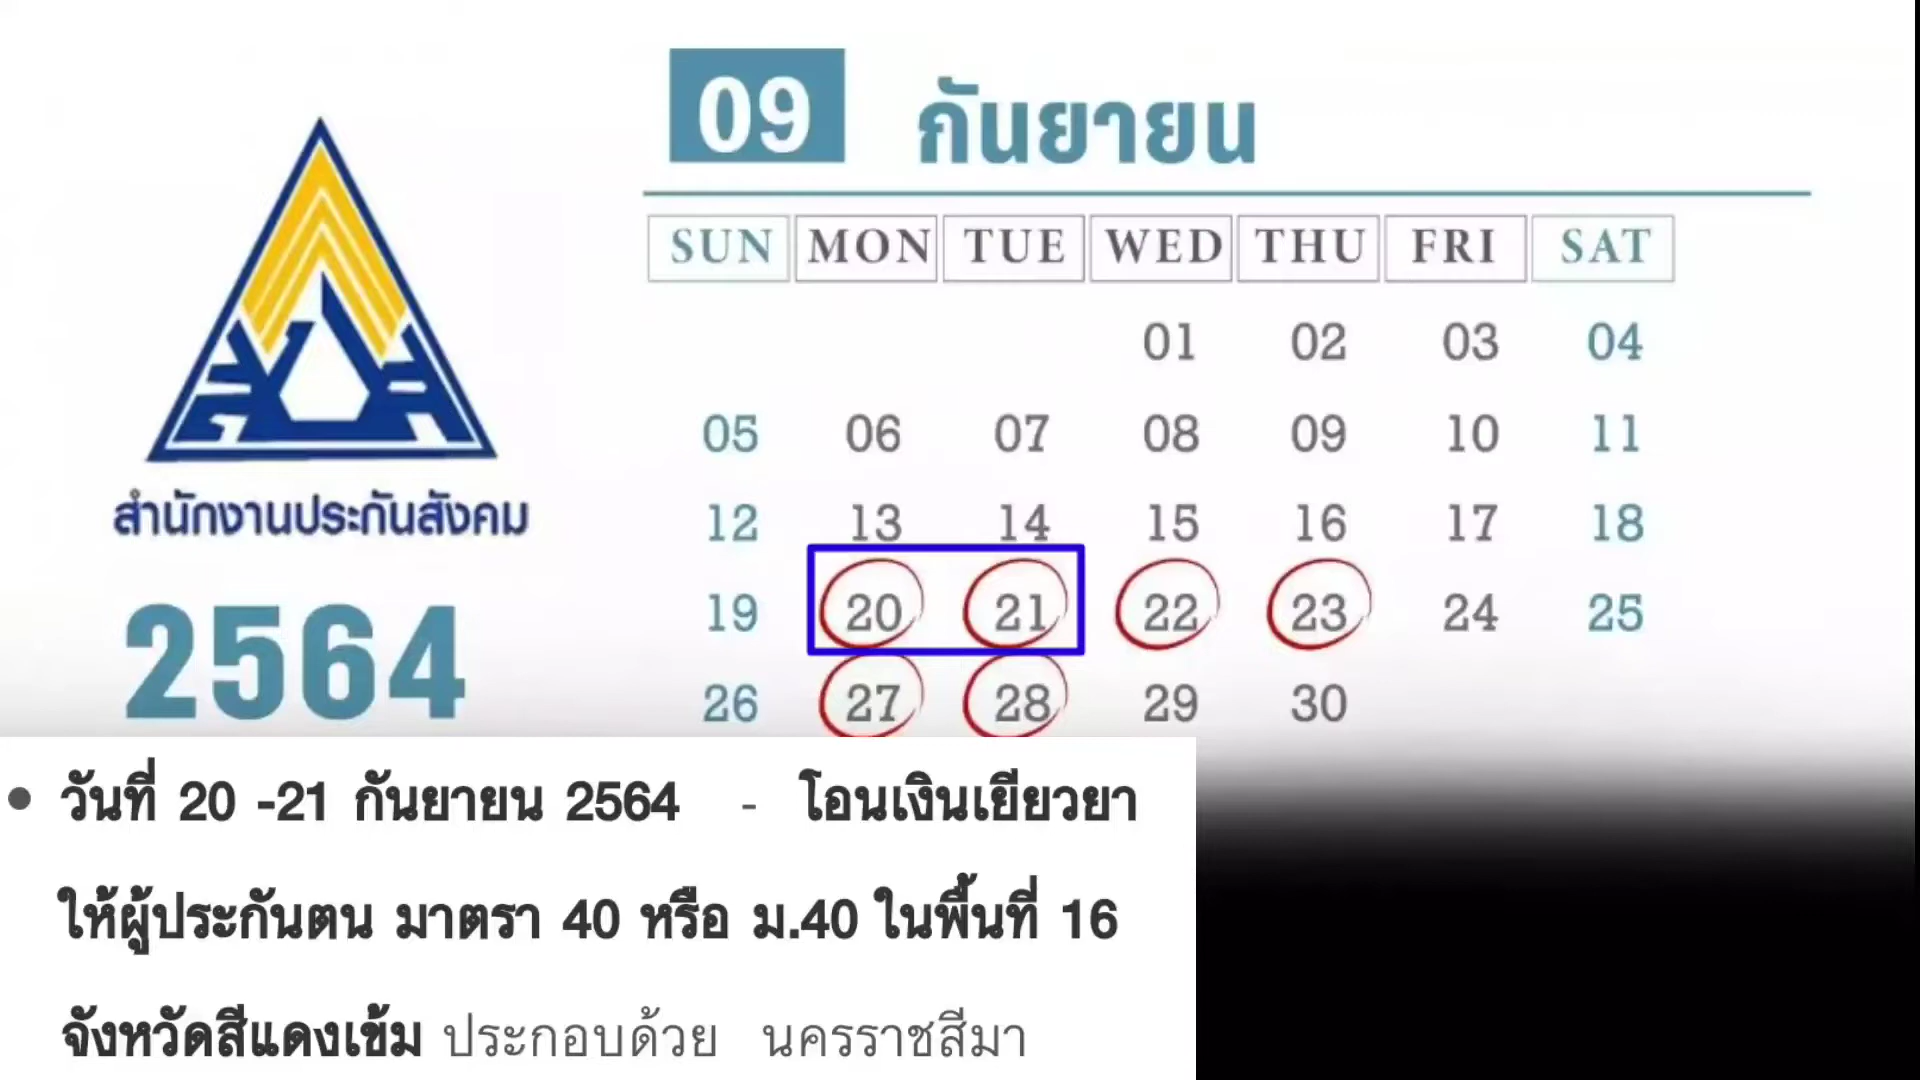 09 กันยายน
SUN MON TUE WED THU FRI SAT
01 02 03 04
05 06 07 08 09 10 11
12 13 14 15 16 17 18
19 20 21 22 23 24 25
26 27 28 29 30
สำนักงานประกันสังคม
2564
• วันที่ 20 -21 กันยายน 2564 - โอนเงินเยียวยา
ให้ผู้ประกันตน มาตรา 40 หรือ ม.40 ในพื้นที่ 16
จังหวัดสีแดงเข้ม ประกอบด้วย นครราชสีมา